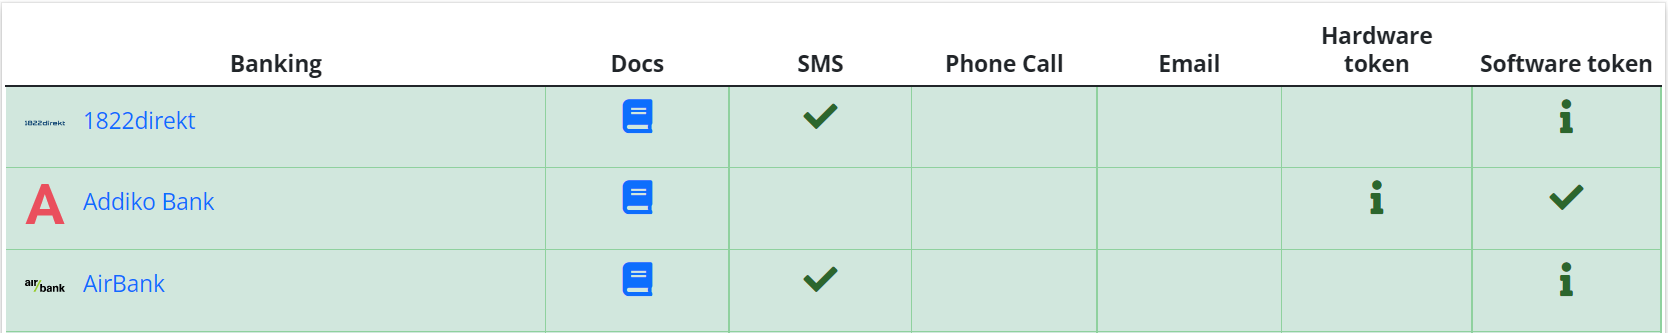 Banking Docs SMS Phone Call Email Hardware token Software token
1822direkt 1822direkt
A Addiko Bank
air bank AirBank